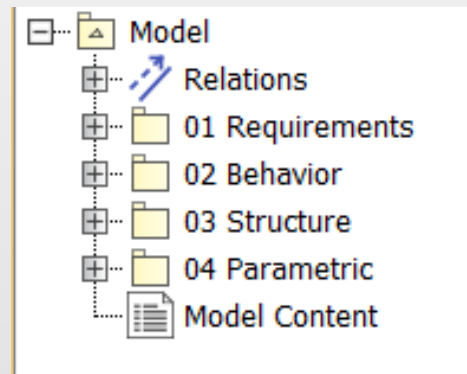 Model
Relations
01 Requirements
02 Behavior
03 Structure
04 Parametric
Model Content